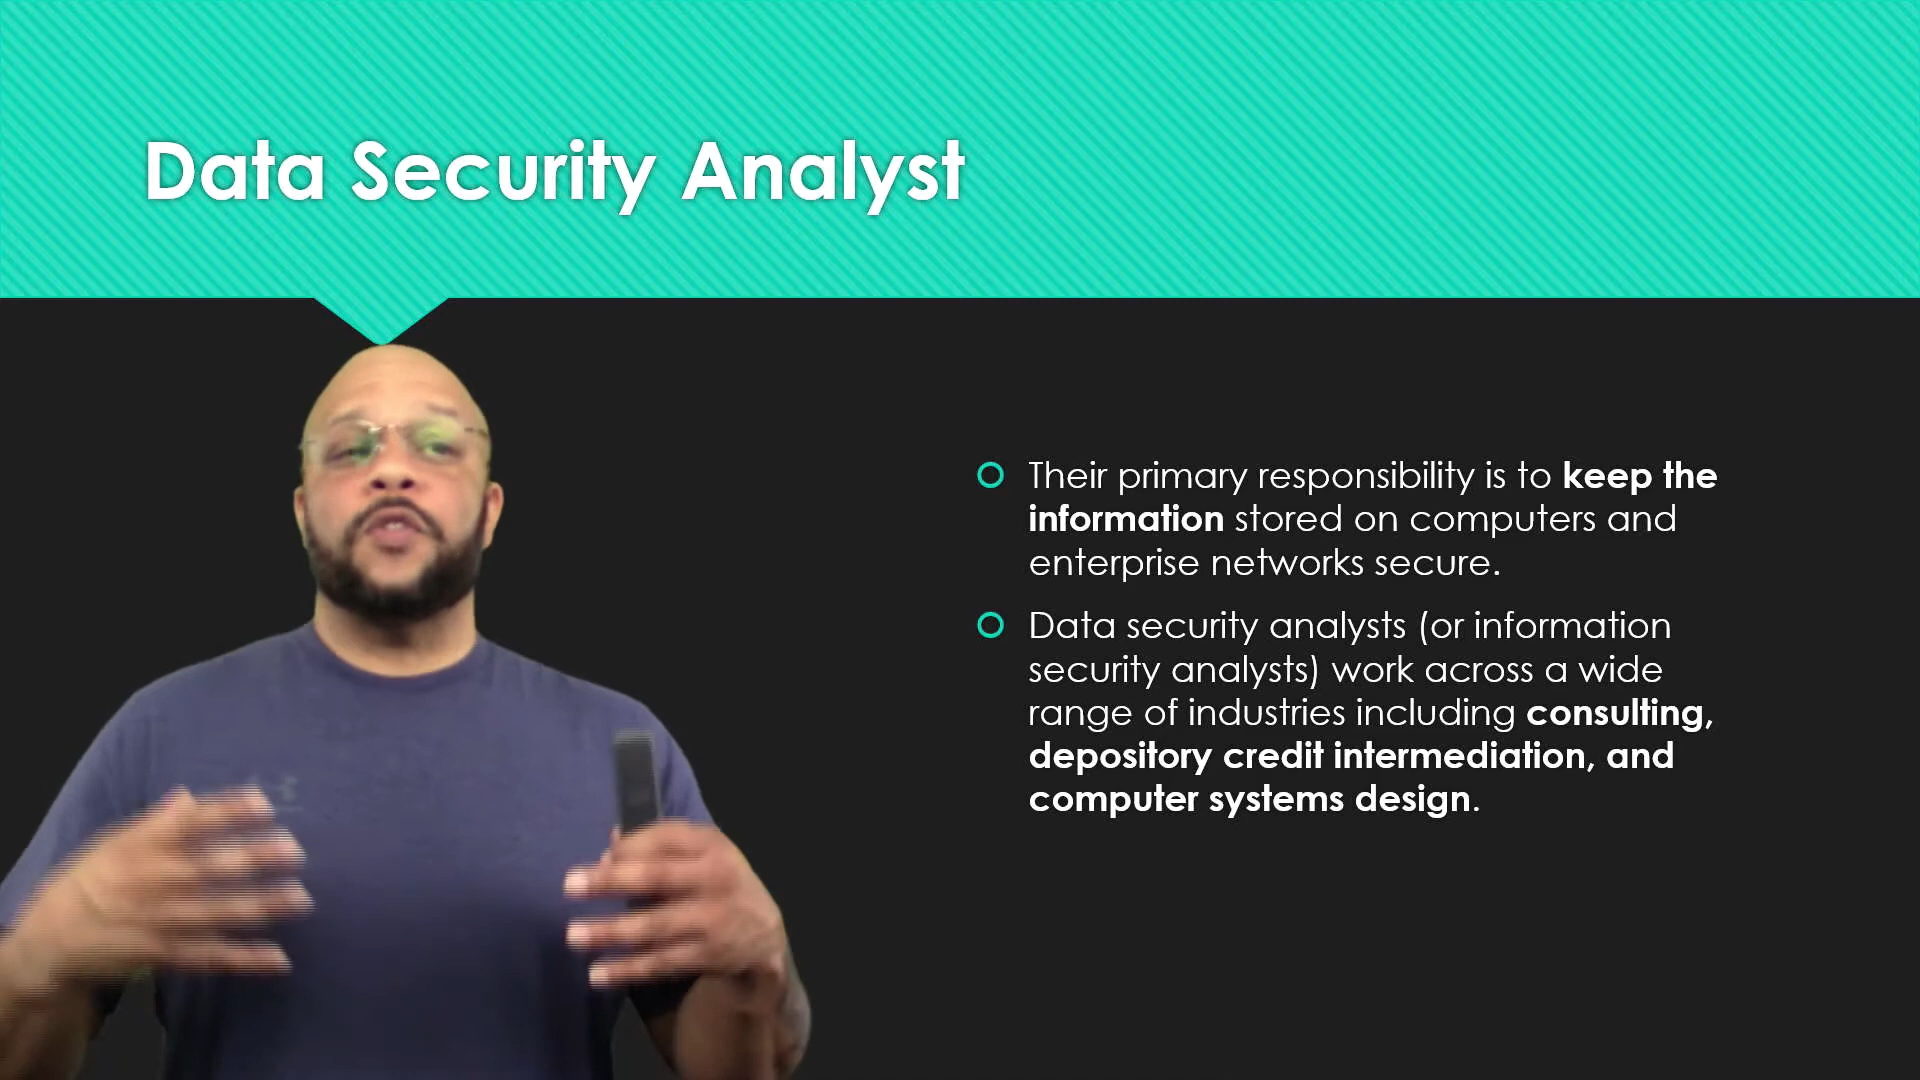 Data Security Analyst
Their primary responsibility is to keep the
information stored on computers and
enterprise networks secure.
Data security analysts (or information
security analysts) work across a wide
range of industries including consulting,
depository credit intermediation, and
computer systems design.